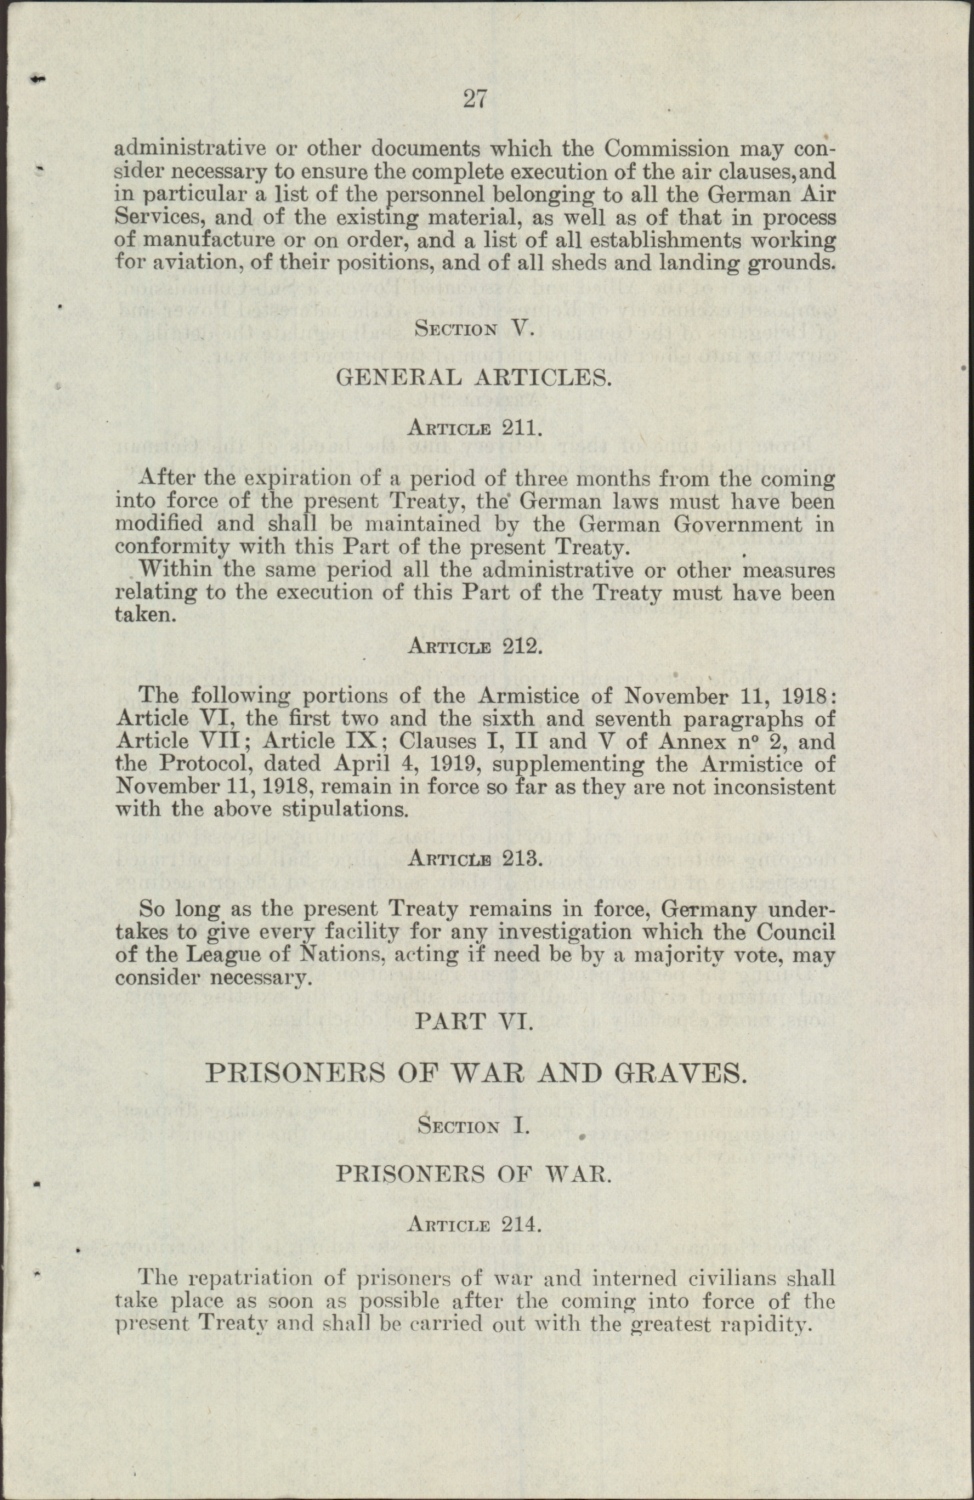 27
administrative or other documents which the Commission may con-
sider necessary to ensure the complete execution of the air clauses, and
in particular a list of the personnel belonging to all the German Air
Services, and of the existing material, as well as of that in process
of manufacture or on order, and a list of all establishments working
for aviation, of their positions, and of all sheds and landing grounds.
SECTION V.
GENERAL ARTICLES.
ARTICLE 211.
After the expiration of a period of three months from the coming
into force of the present Treaty, the German laws must have been
modified and shall be maintained by the German Government in
conformity with this Part of the present Treaty.
Within the same period all the administrative or other measures
relating to the execution of this Part of the Treaty must have been
taken.
ARTICLE 212.
The following portions of the Armistice of November 11, 1918:
Article VI, the first two and the sixth and seventh paragraphs of
Article VII; Article IX; Clauses I, II and V of Annex nº 2, and
the Protocol, dated April 4, 1919, supplementing the Armistice of
November 11, 1918, remain in force so far as they are not inconsistent
with the above stipulations.
ARTICLE 213.
So long as the present Treaty remains in force, Germany under-
takes to give every facility for any investigation which the Council
of the League of Nations, acting if need be by a majority vote, may
consider necessary.
PART VI.
PRISONERS OF WAR AND GRAVES.
SECTION I.
PRISONERS OF WAR.
ARTICLE 214.
The repatriation of prisoners of war and interned civilians shall
take place as soon as possible after the coming into force of the
present Treaty and shall be carried out with the greatest rapidity.